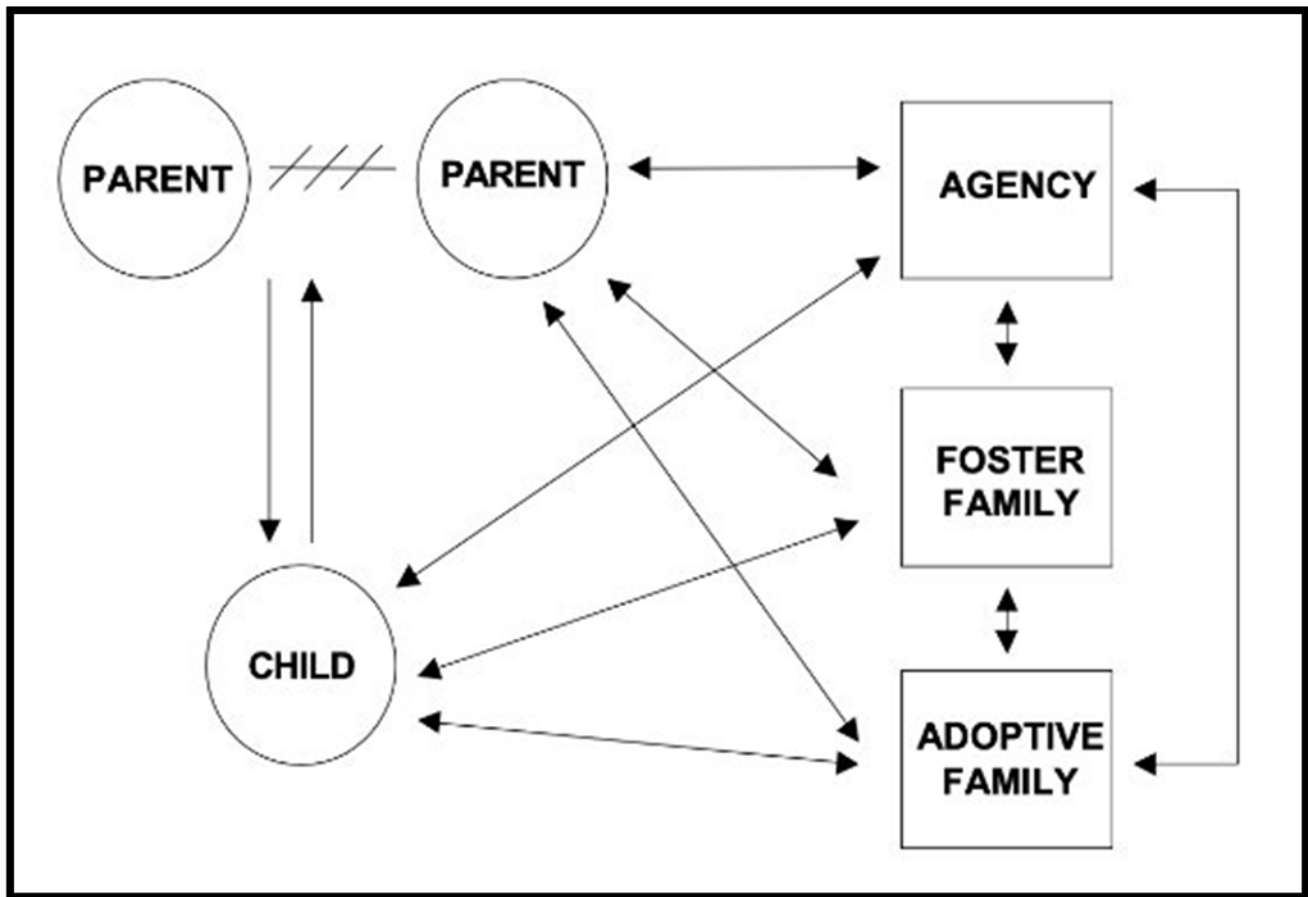 PARENT
PARENT
AGENCY
FOSTER
FAMILY
CHILD
ADOPTIVE
FAMILY